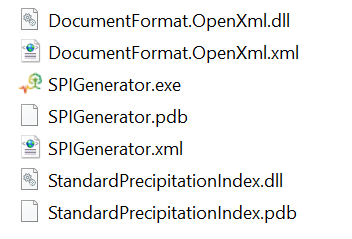 DocumentFormat.OpenXml.dll
DocumentFormat.OpenXml.xml
SPIGenerator.exe
SPIGenerator.pdb
SPIGenerator.xml
StandardPrecipitationIndex.dll
StandardPrecipitationIndex.pdb